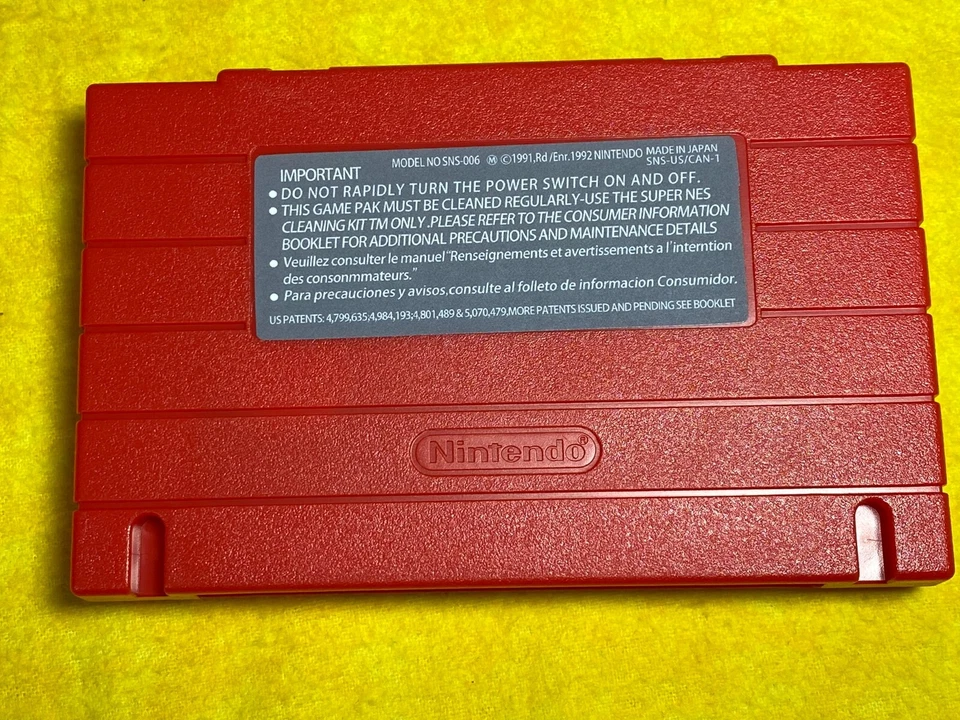 MODEL NO SNS-006 Ⓜ ©1991,Rd /Enr.1992 NINTENDO MADE IN JAPAN
IMPORTANT SNS-US/CAN-1
● DO NOT RAPIDLY TURN THE POWER SWITCH ON AND OFF.
● THIS GAME PAK MUST BE CLEANED REGULARLY-USE THE SUPER NES
CLEANING KIT TM ONLY .PLEASE REFER TO THE CONSUMER INFORMATION
BOOKLET FOR ADDITIONAL PRECAUTIONS AND MAINTENANCE DETAILS
● Veuillez consulter le manuel "Renseignements et avertissements a l'interntion
des consonmmateurs."
● Para precauciones y avisos,consulte al folleto de informacion Consumidor.
US PATENTS: 4,799,635;4,984,193;4,801,489 & 5,070,479,MORE PATENTS ISSUED AND PENDING SEE BOOKLET
Nintendo®